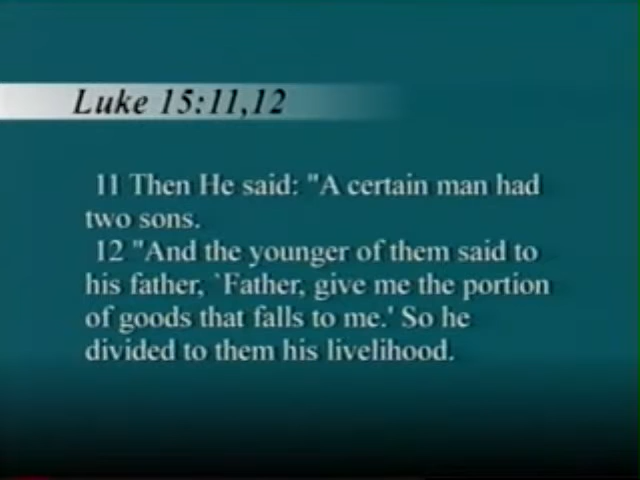 Luke 15:11,12
11 Then He said: "A certain man had
two sons.
12 "And the younger of them said to
his father, `Father, give me the portion
of goods that falls to me.' So he
divided to them his livelihood.